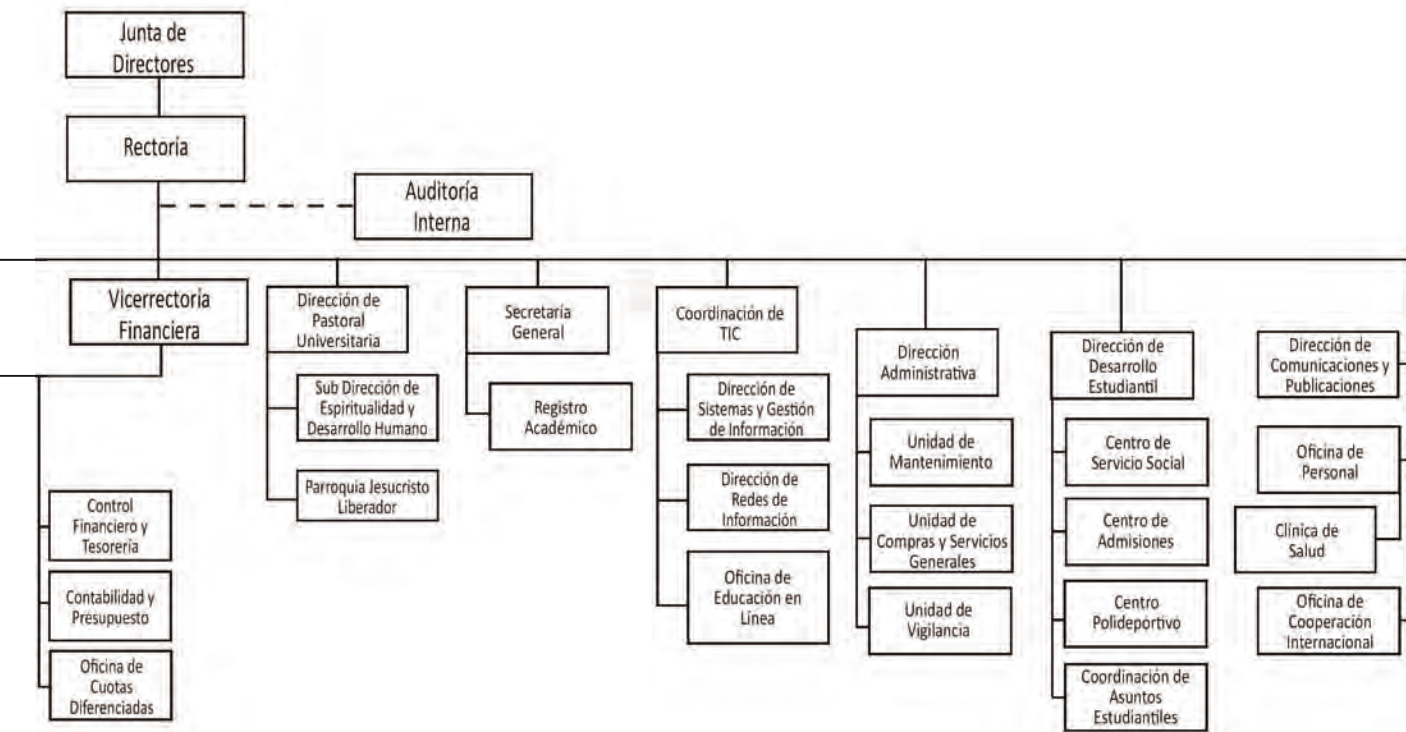 Junta de
Directores
Rectoría
Auditoría
Interna
Vicerrectoría
Financiera
Control
Financiero y
Tesorería
Contabilidad y
Presupuesto
Oficina de
Cuotas
Diferenciadas
Dirección de
Pastoral
Universitaria
Sub Dirección de
Espiritualidad y
Desarrollo Humano
Parroquia Jesucristo
Liberador
Secretaría
General
Registro
Académico
Coordinación de
TIC
Dirección de
Sistemas y Gestión
de Información
Dirección de
Redes de
Información
Oficina de
Educación en
Línea
Dirección
Administrativa
Unidad de
Mantenimiento
Unidad de
Compras y Servicios
Generales
Unidad de
Vigilancia
Dirección de
Desarrollo
Estudiantil
Centro de
Servicio Social
Centro de
Admisiones
Centro
Polideportivo
Coordinación de
Asuntos
Estudiantiles
Dirección de
Comunicaciones y
Publicaciones
Oficina de
Personal
Clínica de
Salud
Oficina de
Cooperación
Internacional